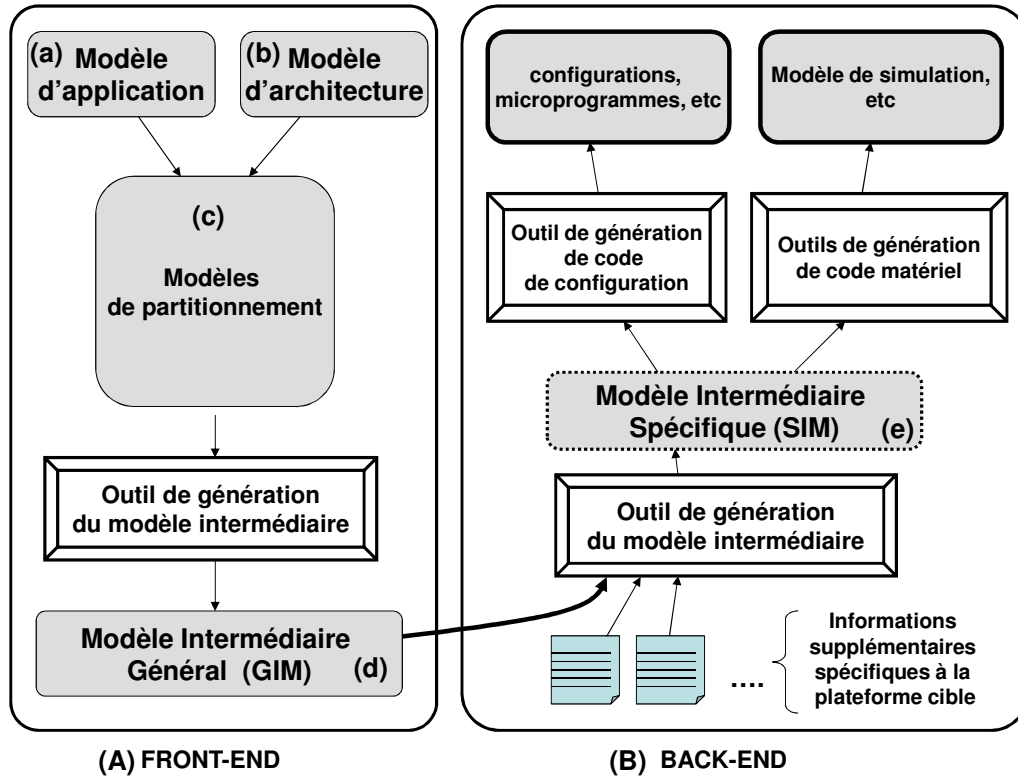 (a) Modèle
d'application
(b) Modèle
d'architecture
(c)
Modèles
de partitionnement
Outil de génération
du modèle intermédiaire
Modèle Intermédiaire
Général (GIM) (d)
(A) FRONT-END
configurations,
microprogrammes, etc
Modèle de simulation,
etc
Outil de génération
de code
de configuration
Outils de génération
de code matériel
Modèle Intermédiaire
Spécifique (SIM) (e)
Outil de génération
du modèle intermédiaire
....
Informations
supplémentaires
spécifiques à la
plateforme cible
(B) BACK-END